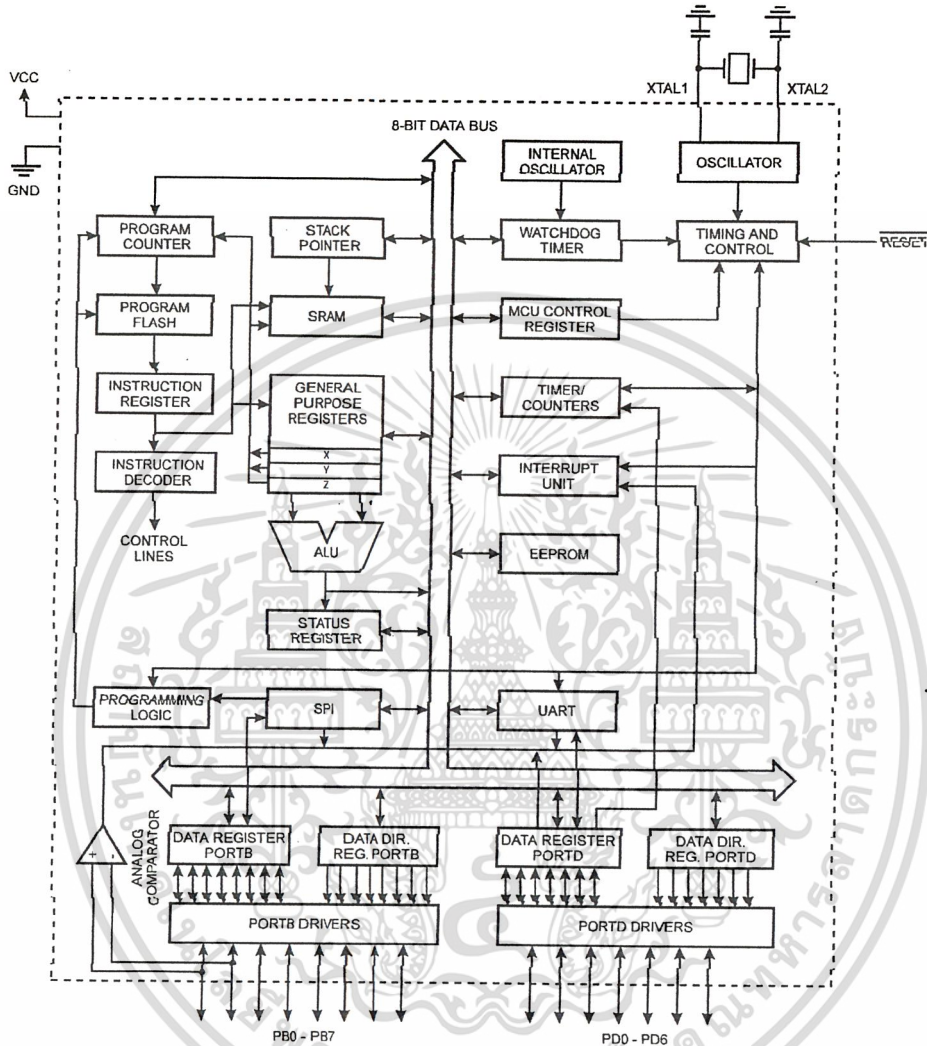 XTAL1
XTAL2
VCC
GND
8-BIT DATA BUS
INTERNAL
OSCILLATOR
OSCILLATOR
PROGRAM
COUNTER
STACK
POINTER
WATCHDOG
TIMER
TIMING AND
CONTROL
RESET
PROGRAM
FLASH
SRAM
MCU CONTROL
REGISTER
INSTRUCTION
REGISTER
GENERAL
PURPOSE
REGISTERS
X
Y
Z
TIMER/
COUNTERS
INSTRUCTION
DECODER
INTERRUPT
UNIT
CONTROL
LINES
ALU
EEPROM
STATUS
REGISTER
PROGRAMMING
LOGIC
SPI
UART
ANALOG
COMPARATOR
+
DATA REGISTER
PORTB
DATA DIR.
REG. PORTB
DATA REGISTER
PORTD
DATA DIR.
REG. PORTD
PORTB DRIVERS
PORTD DRIVERS
PB0 - PB7
PD0 - PD6